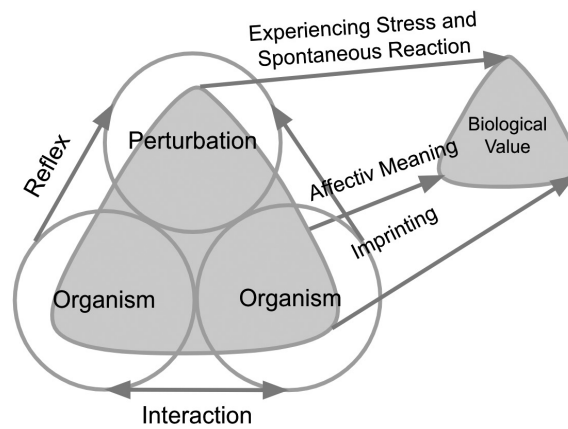 Experiencing Stress and
Spontaneous Reaction
Perturbation
Biological
Value
Reflex
Affectiv Meaning
Imprinting
Organism
Organism
Interaction